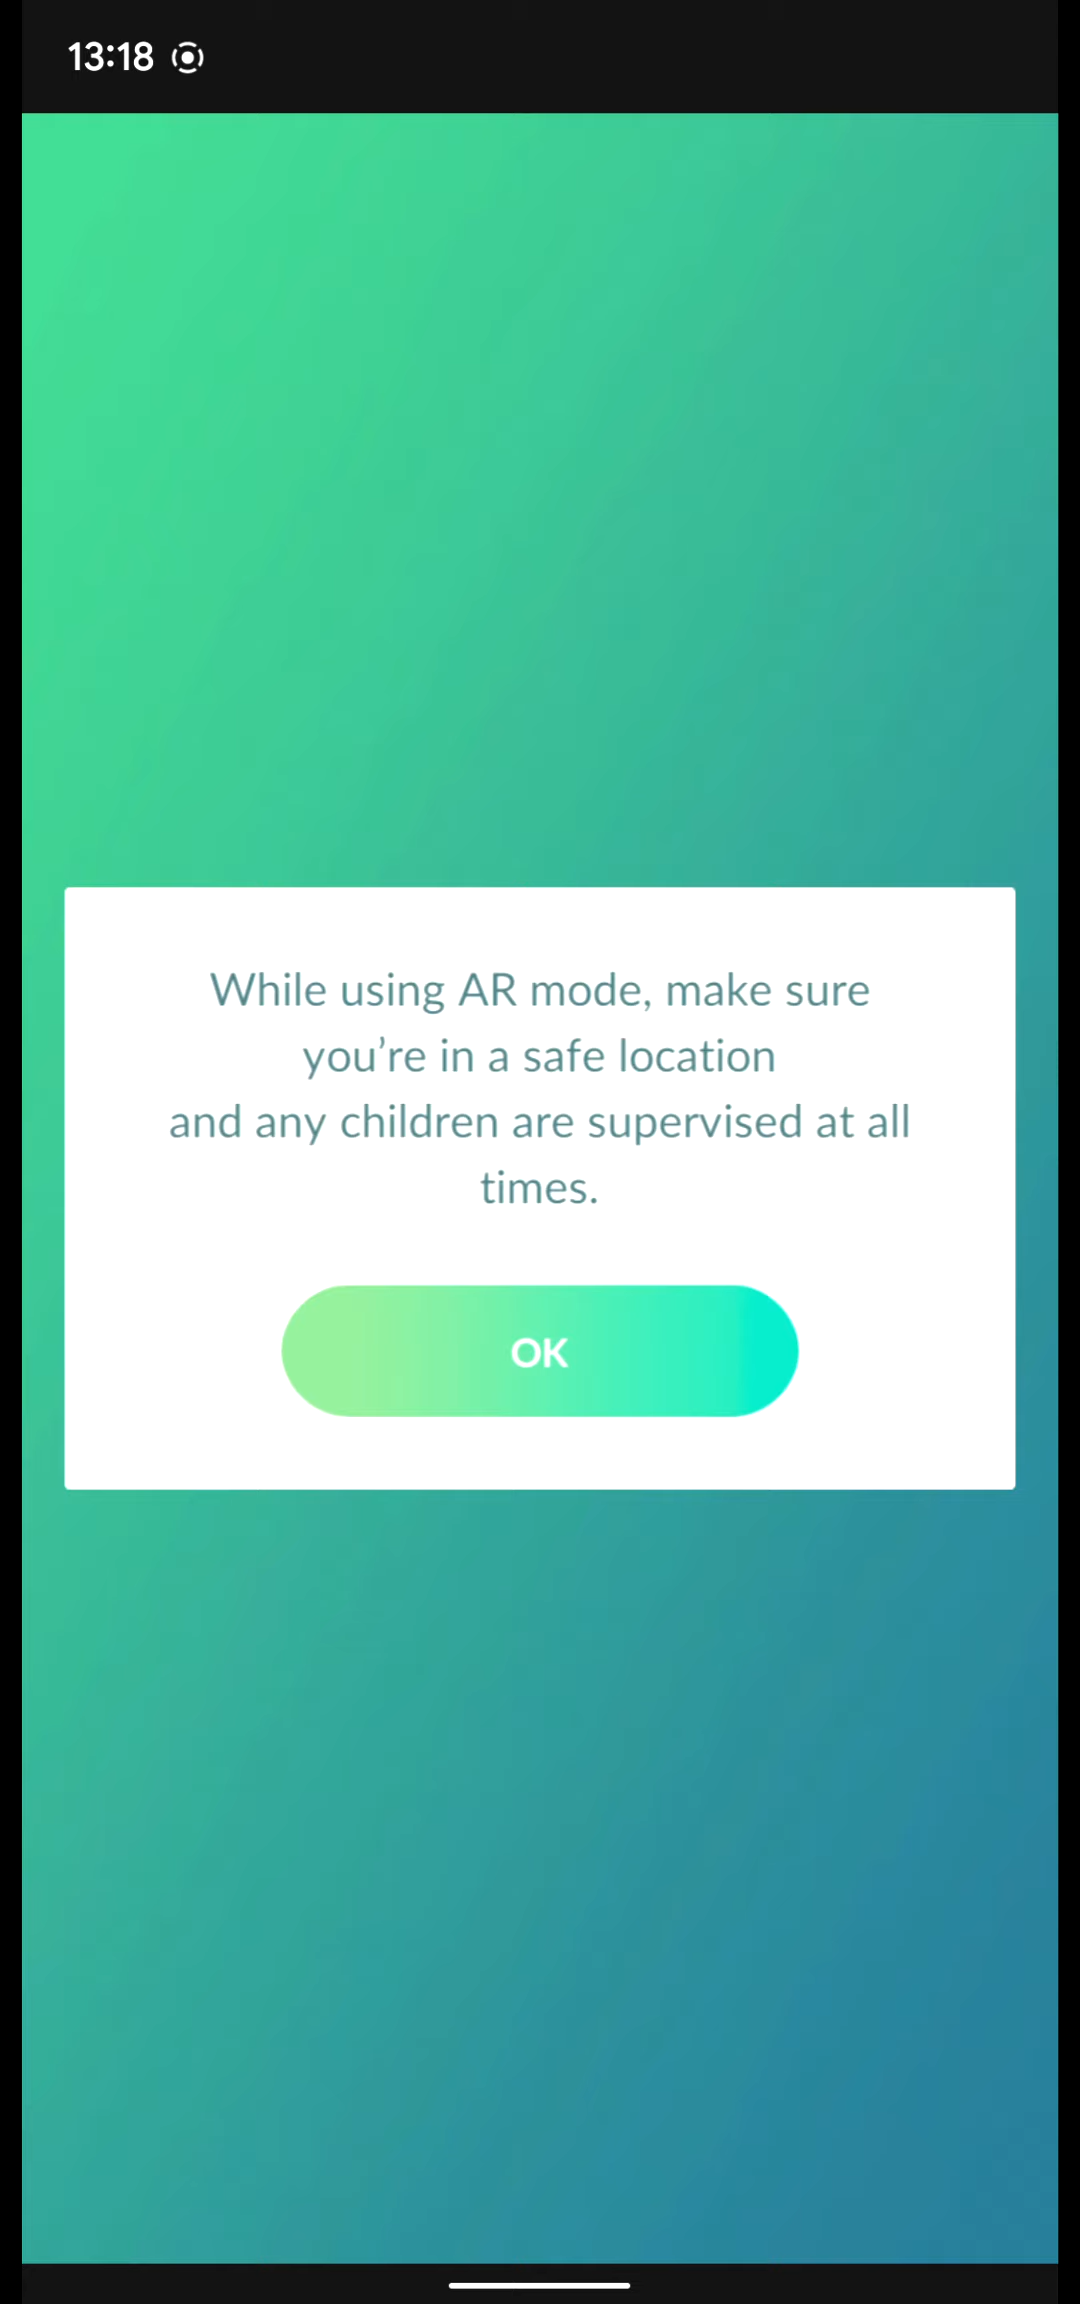 13:18
While using AR mode, make sure
you’re in a safe location
and any children are supervised at all
times.
OK